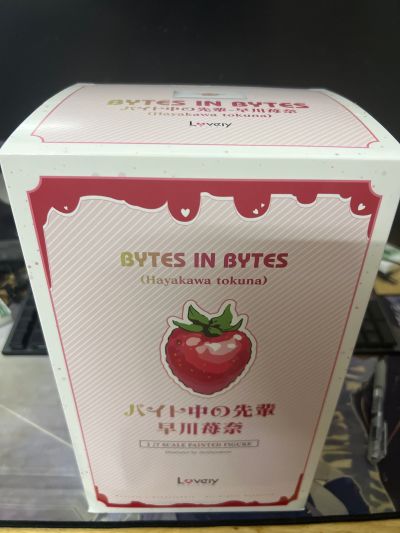 BYTES IN BYTES
バイト中の先輩-早川苺奈
(Hayakawa tokuna)
Lovely
BYTES IN BYTES
(Hayakawa tokuna)
バイト中の先輩
早川苺奈
1/7 SCALE PAINTED FIGURE
Lovely